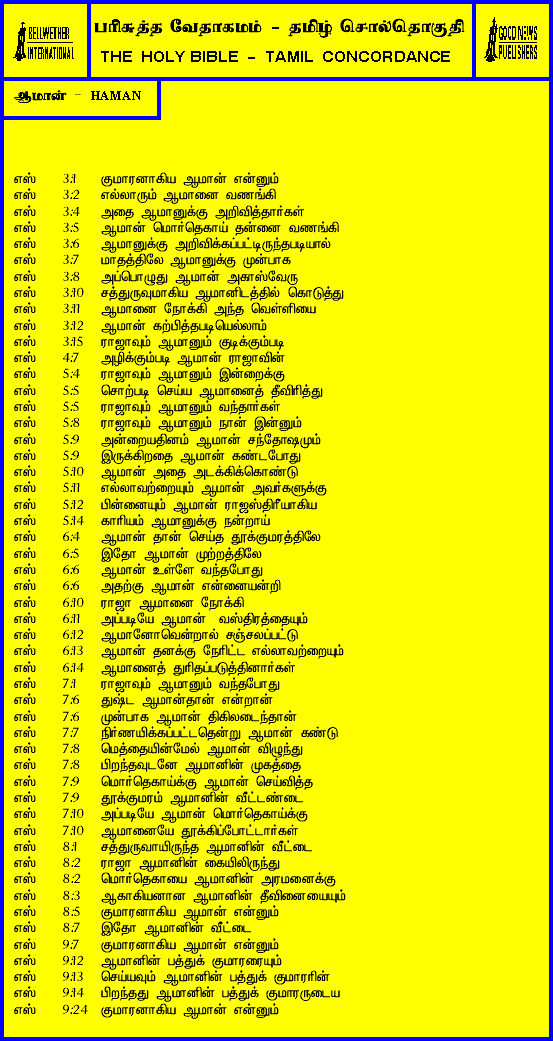 BELLWETHER
INTERNATIONAL
பரிசுத்த வேதாகமம் - தமிழ் சொல்தொகுதி
THE HOLY BIBLE - TAMIL CONCORDANCE
GOOD NEWS
PUBLISHERS
ஆமான் - HAMAN
எஸ் 3:1 குமாரனாகிய ஆமான் என்னும்
எஸ் 3:2 எல்லாரும் ஆமானை வணங்கி
எஸ் 3:4 அதை ஆமானுக்கு அறிவித்தார்கள்
எஸ் 3:5 ஆமான் மொர்தெகாய் தன்னை வணங்கி
எஸ் 3:6 ஆமானுக்கு அறிவிக்கப்பட்டிருந்தபடியால்
எஸ் 3:7 மாதத்திலே ஆமானுக்கு முன்பாக
எஸ் 3:8 அப்பொழுது ஆமான் அகாஸ்வேரு
எஸ் 3:10 சத்துருவுமாகிய ஆமானிடத்தில் கொடுத்து
எஸ் 3:11 ஆமானை நோக்கி அந்த வெள்ளியை
எஸ் 3:12 ஆமான் கற்பித்தபடியெல்லாம்
எஸ் 3:15 ராஜாவும் ஆமானும் குடிக்கும்படி
எஸ் 4:7 அழிக்கும்படி ஆமான் ராஜாவின்
எஸ் 5:4 ராஜாவும் ஆமானும் இன்றைக்கு
எஸ் 5:5 சொற்படி செய்ய ஆமானைத் தீவிரித்து
எஸ் 5:5 ராஜாவும் ஆமானும் வந்தார்கள்
எஸ் 5:8 ராஜாவும் ஆமானும் நான் இன்னும்
எஸ் 5:9 அன்றையதினம் ஆமான் சந்தோஷமும்
எஸ் 5:9 இருக்கிறதை ஆமான் கண்டபோது
எஸ் 5:10 ஆமான் அதை அடக்கிக்கொண்டு
எஸ் 5:11 எல்லாவற்றையும் ஆமான் அவர்களுக்கு
எஸ் 5:12 பின்னையும் ஆமான் ராஜஸ்திரீயாகிய
எஸ் 5:14 காரியம் ஆமானுக்கு நன்றாய்
எஸ் 6:4 ஆமான் தான் செய்த தூக்குமரத்திலே
எஸ் 6:5 இதோ ஆமான் முற்றத்திலே
எஸ் 6:6 ஆமான் உள்ளே வந்தபோது
எஸ் 6:6 அதற்கு ஆமான் என்னையன்றி
எஸ் 6:10 ராஜா ஆமானை நோக்கி
எஸ் 6:11 அப்படியே ஆமான் வஸ்திரத்தையும்
எஸ் 6:12 ஆமானோவென்றால் சஞ்சலப்பட்டு
எஸ் 6:13 ஆமான் தனக்கு நேரிட்ட எல்லாவற்றையும்
எஸ் 6:14 ஆமானைத் துரிதப்படுத்தினார்கள்
எஸ் 7:1 ராஜாவும் ஆமானும் வந்தபோது
எஸ் 7:6 துஷ்ட ஆமான்தான் என்றான்
எஸ் 7:6 முன்பாக ஆமான் திகிலடைந்தான்
எஸ் 7:7 நிர்ணயிக்கப்பட்டதென்று ஆமான் கண்டு
எஸ் 7:8 மெத்தையின்மேல் ஆமான் விழுந்து
எஸ் 7:8 பிறந்தவுடனே ஆமானின் முகத்தை
எஸ் 7:9 மொர்தெகாய்க்கு ஆமான் செய்வித்த
எஸ் 7:9 தூக்குமரம் ஆமானின் வீட்டண்டை
எஸ் 7:10 அப்படியே ஆமான் மொர்தெகாய்க்கு
எஸ் 7:10 ஆமானையே தூக்கிப்போட்டார்கள்
எஸ் 8:1 சத்துருவாயிருந்த ஆமானின் வீட்டை
எஸ் 8:2 ராஜா ஆமானின் கையிலிருந்து
எஸ் 8:2 மொர்தெகாயை ஆமானின் அரமனைக்கு
எஸ் 8:3 ஆகாகியனான ஆமானின் தீவினையையும்
எஸ் 8:5 குமாரனாகிய ஆமான் என்னும்
எஸ் 8:7 இதோ ஆமானின் வீட்டை
எஸ் 9:7 குமாரனாகிய ஆமான் என்னும்
எஸ் 9:12 ஆமானின் பத்துக் குமாரரையும்
எஸ் 9:13 செய்யவும் ஆமானின் பத்துக் குமாரரின்
எஸ் 9:14 பிறந்தது ஆமானின் பத்துக் குமாரருடைய
எஸ் 9:24 குமாரனாகிய ஆமான் என்னும்